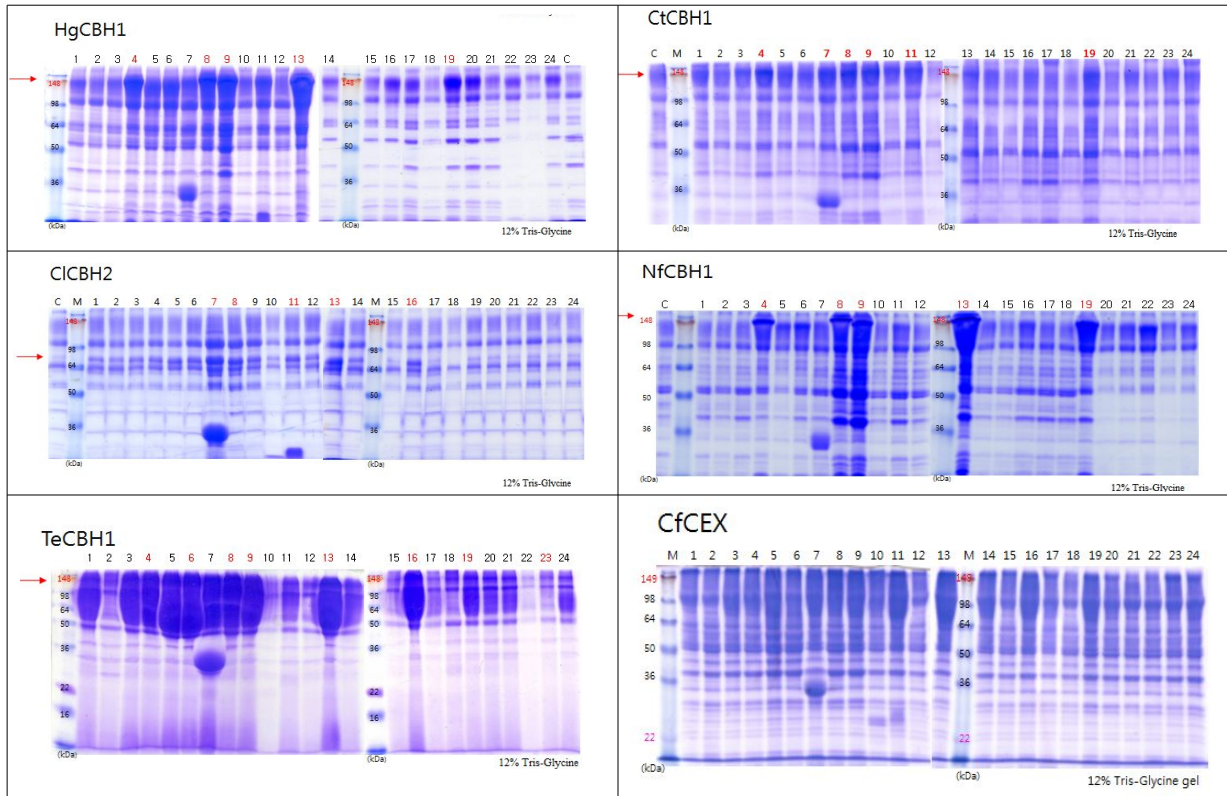 HgCBH1
1 2 3 4 5 6 7 8 9 10 11 12 13 14 15 16 17 18 19 20 21 22 23 24 C
148 148
98 98
64 64
50 50
36 36
(kDa) (kDa)
12% Tris-Glycine
CtCBH1
C M 1 2 3 4 5 6 7 8 9 10 11 12 13 14 15 16 17 18 19 20 21 22 23 24
148
98
64
50
36
(kDa)
12% Tris-Glycine
ClCBH2
C M 1 2 3 4 5 6 7 8 9 10 11 12 13 14 M 15 16 17 18 19 20 21 22 23 24
148 148
98 98
64 64
50 50
36 36
(kDa) (kDa)
12% Tris-Glycine
NfCBH1
C M 1 2 3 4 5 6 7 8 9 10 11 12 M 13 14 15 16 17 18 19 20 21 22 23 24
148 148
98 98
64 64
50 50
36 36
(kDa) (kDa)
12% Tris-Glycine
TeCBH1
1 2 3 4 5 6 7 8 9 10 11 12 13 14 15 16 17 18 19 20 21 22 23 24
148 148
98 98
64 64
50 50
36 36
22 22
16 16
(kDa) (kDa)
12% Tris-Glycine
CfCEX
M 1 2 3 4 5 6 7 8 9 10 11 12 13 M 14 15 16 17 18 19 20 21 22 23 24
149 149
98 98
50 50
36 36
22 22
(kDa) (kDa)
12% Tris-Glycine gel